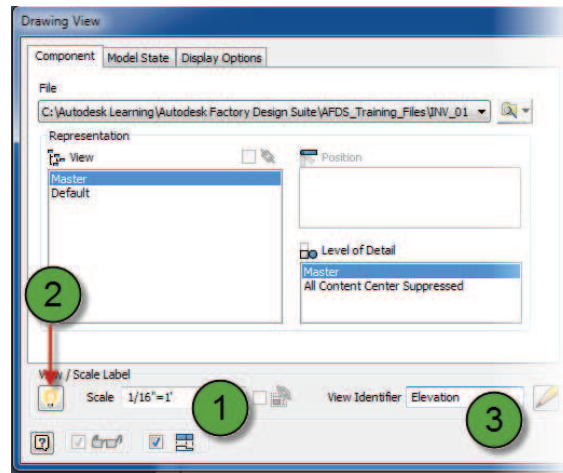 Drawing View
Component Model State Display Options
File
C:\Autodesk Learning\Autodesk Factory Design Suite\AFDS_Training_Files\INV_01
Representation
View
Position
Master
Default
Level of Detail
Master
All Content Center Suppressed
2
View / Scale Label
Scale 1/16"=1'
1
View Identifier Elevation
3
?